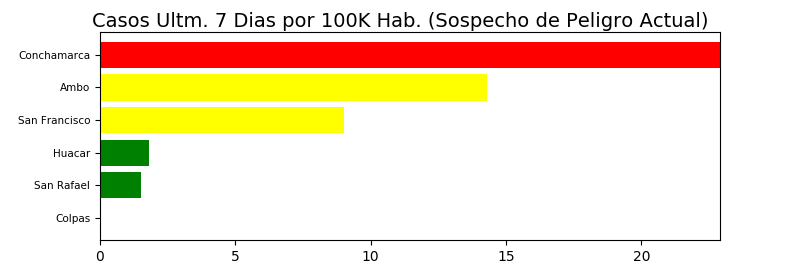 Casos Ultm. 7 Dias por 100K Hab. (Sospecho de Peligro Actual)
Conchamarca
Ambo
San Francisco
Huacar
San Rafael
Colpas
0 5 10 15 20